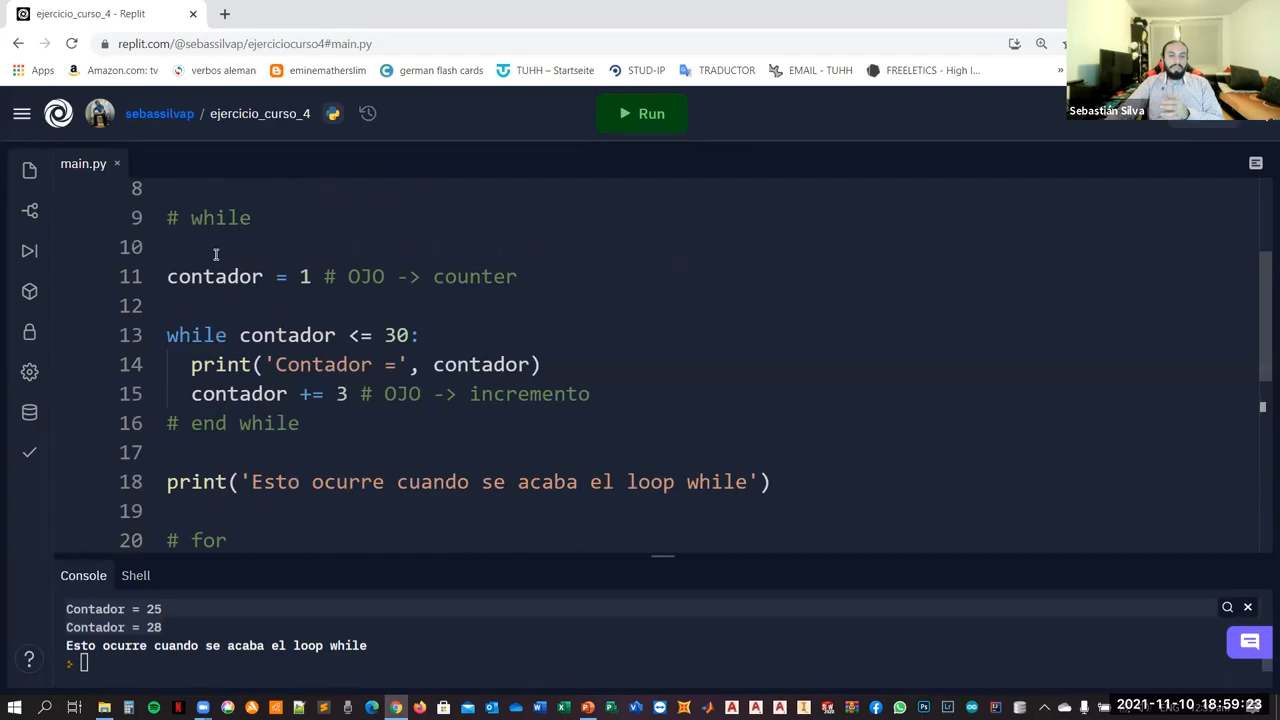 ejercicio_curso_4 - Replit
replit.com/@sebassilvap/ejerciciocurso4#main.py
Apps
Amazon.com: tv
verbos aleman
eminematherslim
german flash card
TUHH – Startseite
STUD-IP
TRADUCTOR
EMAIL - TUHH
FREELETICS - High I...
»
Sebastián Silva
sebassilvap / ejercicio_curso_4
Run
main.py
8
9 # while
10
11 contador = 1 # OJO -> counter
12
13 while contador <= 30:
14 print('Contador =', contador)
15 contador += 3 # OJO -> incremento
16 # end while
17
18 print('Esto ocurre cuando se acaba el loop while')
19
20 # for
Console
Shell
Contador = 25
Contador = 28
Esto ocurre cuando se acaba el loop while
2021-11-10 18:59:23